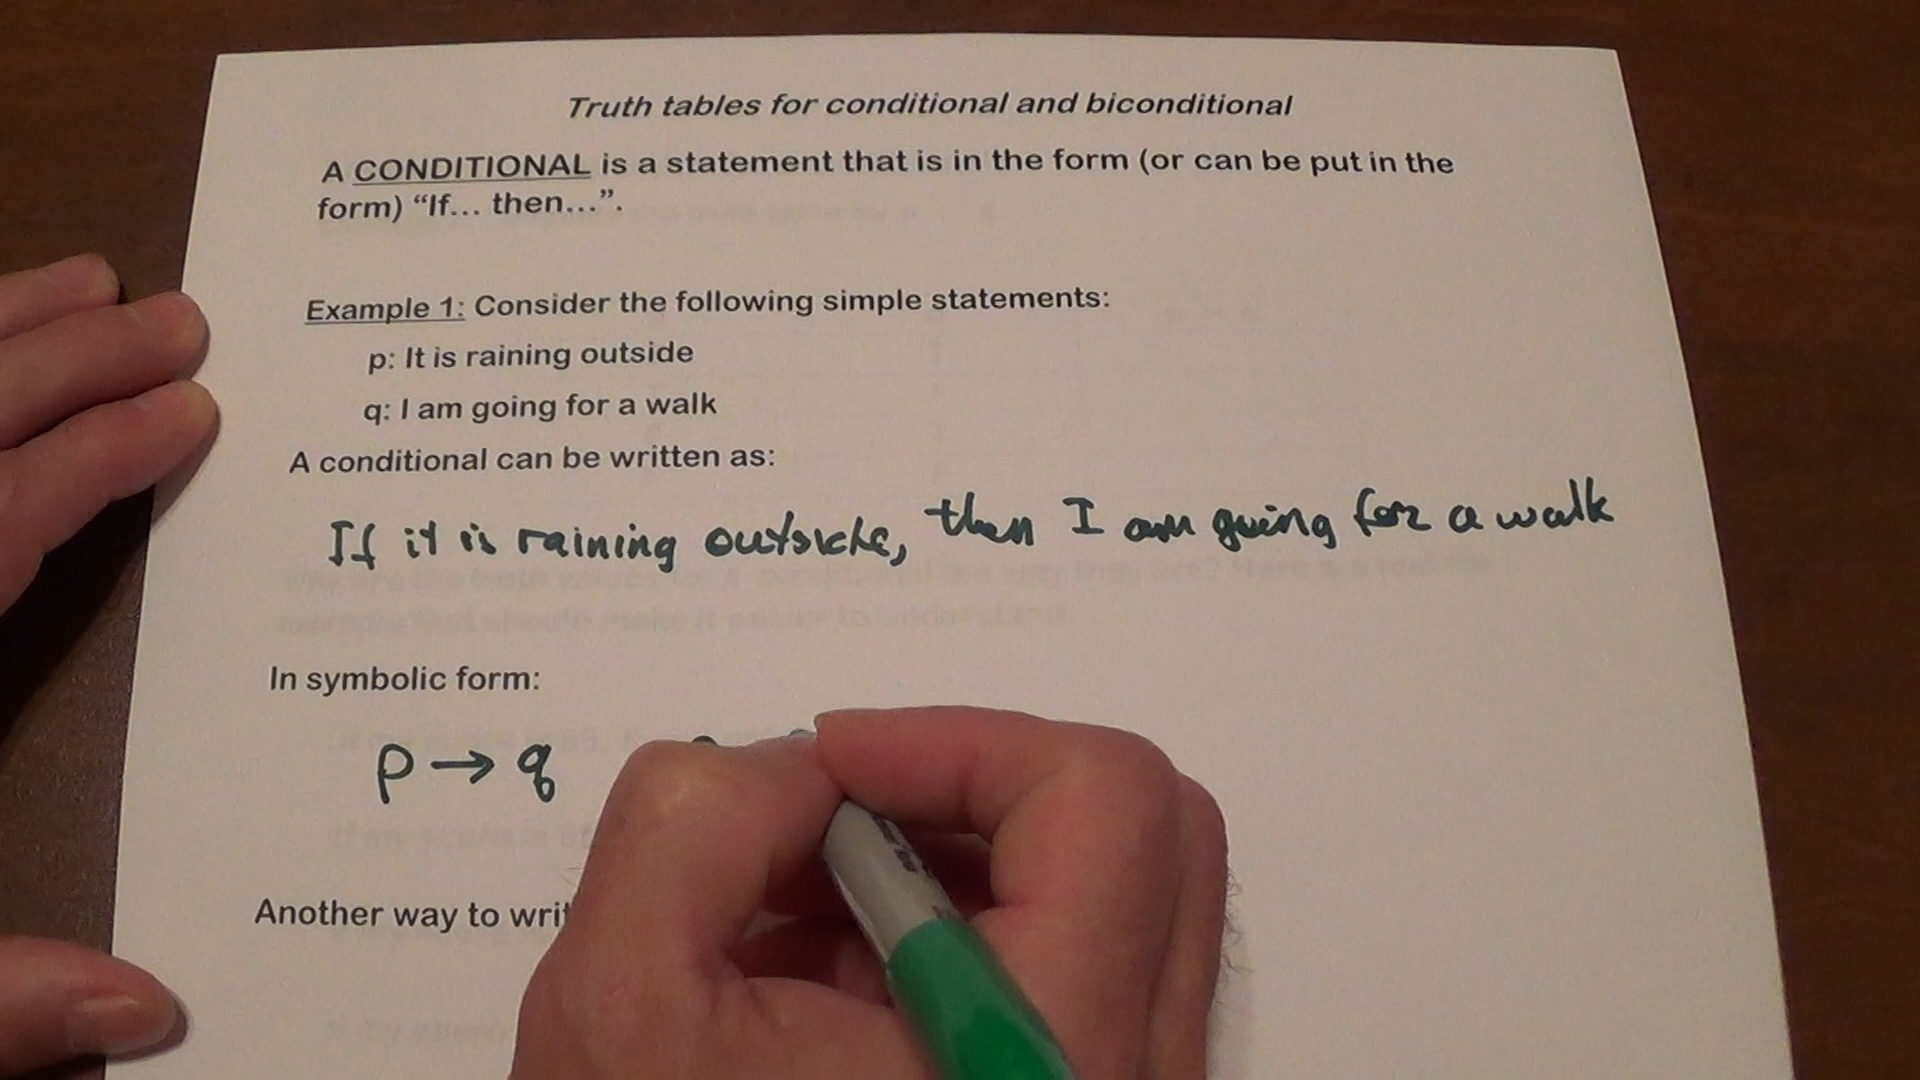 Truth tables for conditional and biconditional
A CONDITIONAL is a statement that is in the form (or can be put in the
form) “If... then...”.
Example 1: Consider the following simple statements:
p: It is raining outside
q: I am going for a walk
A conditional can be written as:
If it is raining outside, then I am going for a walk
In symbolic form:
p → q
Another way to writ